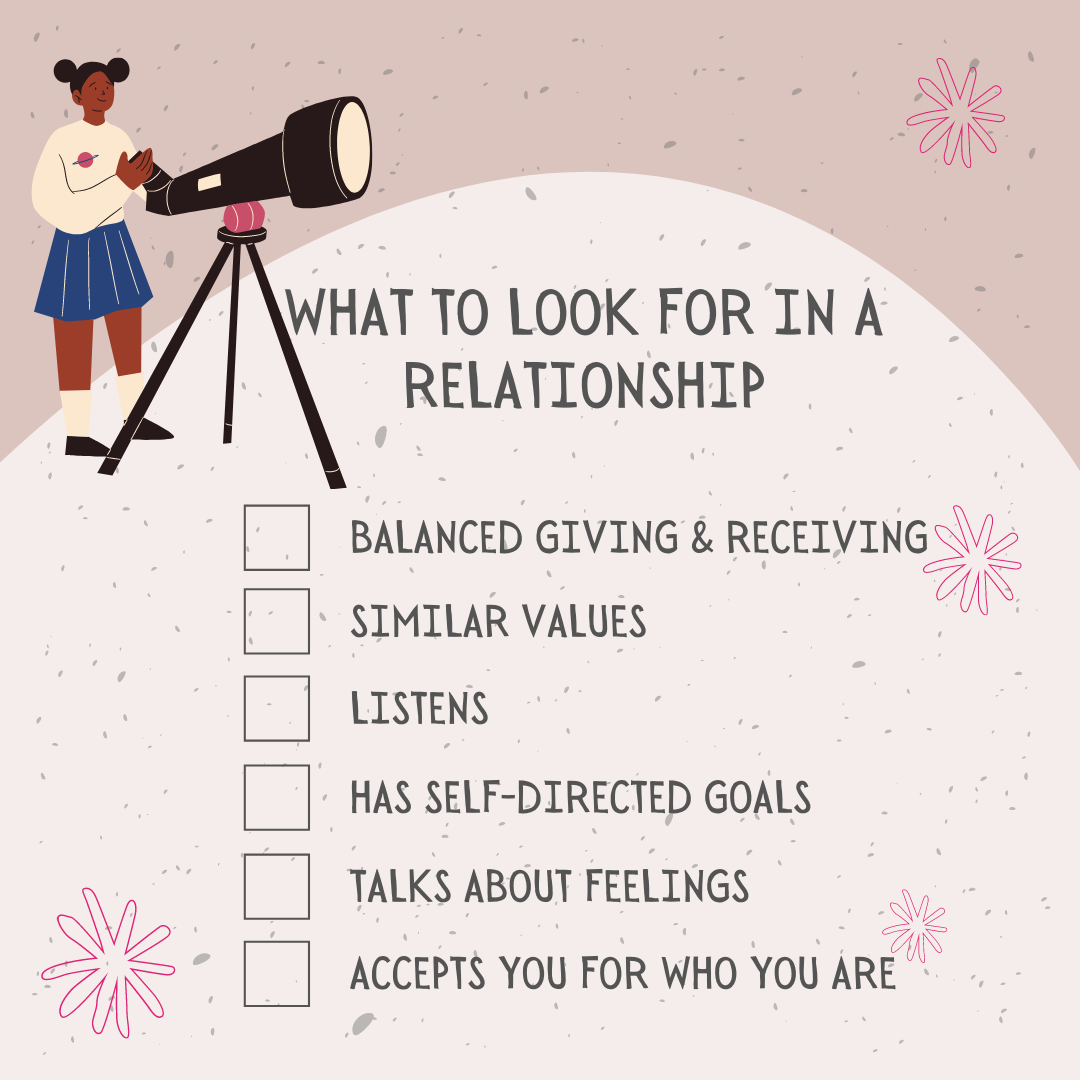 WHAT TO LOOK FOR IN A
RELATIONSHIP
BALANCED GIVING & RECEIVING
SIMILAR VALUES
LISTENS
HAS SELF-DIRECTED GOALS
TALKS ABOUT FEELINGS
ACCEPTS YOU FOR WHO YOU ARE